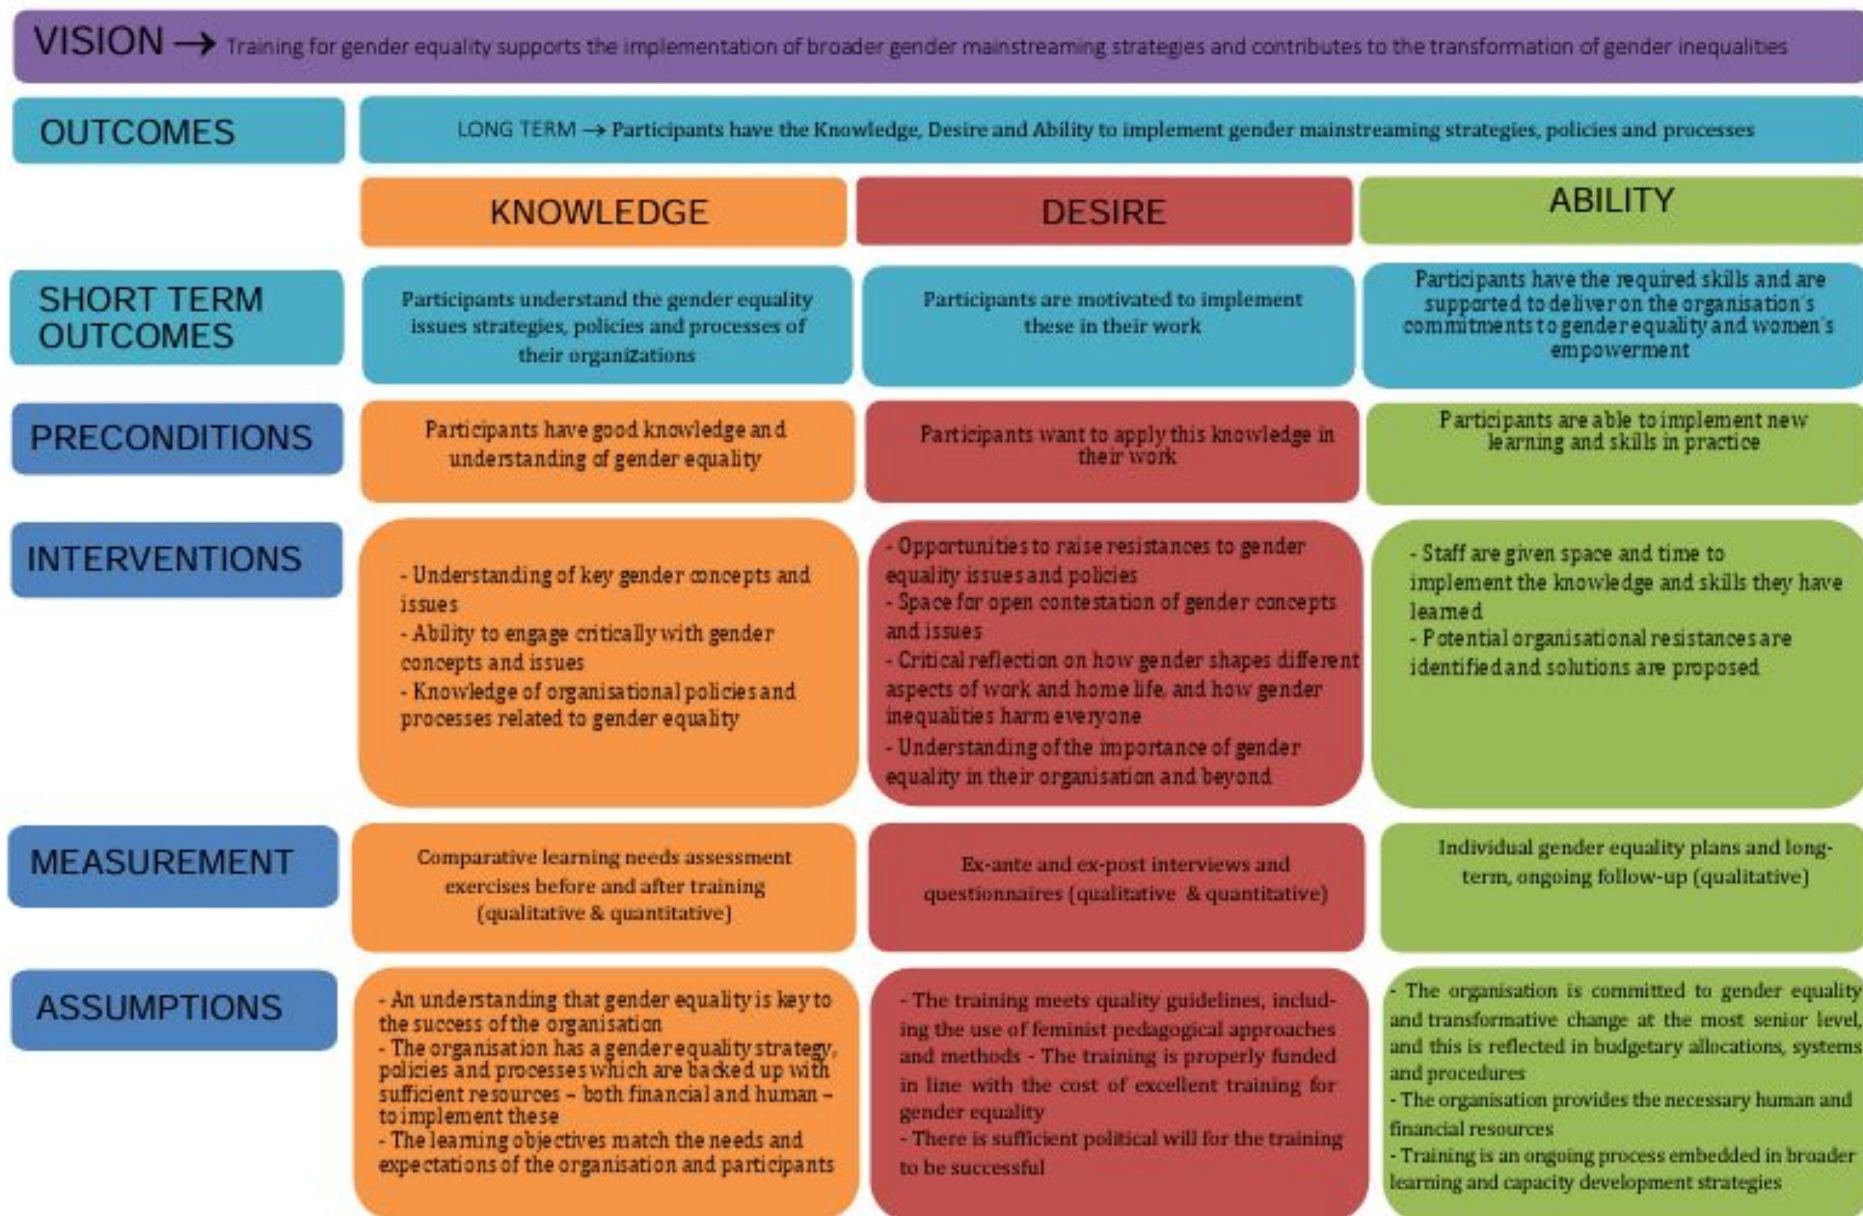 VISION → Training for gender equality supports the implementation of broader gender mainstreaming strategies and contributes to the transformation of gender inequalities
OUTCOMES
LONG TERM → Participants have the Knowledge, Desire and Ability to implement gender mainstreaming strategies, policies and processes
KNOWLEDGE
DESIRE
ABILITY
SHORT TERM
OUTCOMES
Participants understand the gender equality
issues strategies, policies and processes of
their organizations
Participants are motivated to implement
these in their work
Participants have the required skills and are
supported to deliver on the organisation's
commitments to gender equality and women's
empowerment
PRECONDITIONS
Participants have good knowledge and
understanding of gender equality
Participants want to apply this knowledge in
their work
Participants are able to implement new
learning and skills in practice
INTERVENTIONS
- Understanding of key gender concepts and
issues
- Ability to engage critically with gender
concepts and issues
- Knowledge of organisational policies and
processes related to gender equality
- Opportunities to raise resistances to gender
equality issues and policies
- Space for open contestation of gender concepts
and issues
- Critical reflection on how gender shapes different
aspects of work and home life, and how gender
inequalities harm everyone
- Understanding of the importance of gender
equality in their organisation and beyond
- Staff are given space and time to
implement the knowledge and skills they have
learned
- Potential organisational resistances are
identified and solutions are proposed
MEASUREMENT
Comparative learning needs assessment
exercises before and after training
(qualitative & quantitative)
Ex-ante and ex-post interviews and
questionnaires (qualitative & quantitative)
Individual gender equality plans and long-
term, ongoing follow-up (qualitative)
ASSUMPTIONS
- An understanding that gender equality is key to
the success of the organisation
- The organisation has a gender equality strategy,
policies and processes which are backed up with
sufficient resources – both financial and human –
to implement these
- The learning objectives match the needs and
expectations of the organisation and participants
- The training meets quality guidelines, includ-
ing the use of feminist pedagogical approaches
and methods - The training is properly funded
in line with the cost of excellent training for
gender equality
- There is sufficient political will for the training
to be successful
- The organisation is committed to gender equality
and transformative change at the most senior level,
and this is reflected in budgetary allocations, systems
and procedures
- The organisation provides the necessary human and
financial resources
- Training is an ongoing process embedded in broader
learning and capacity development strategies